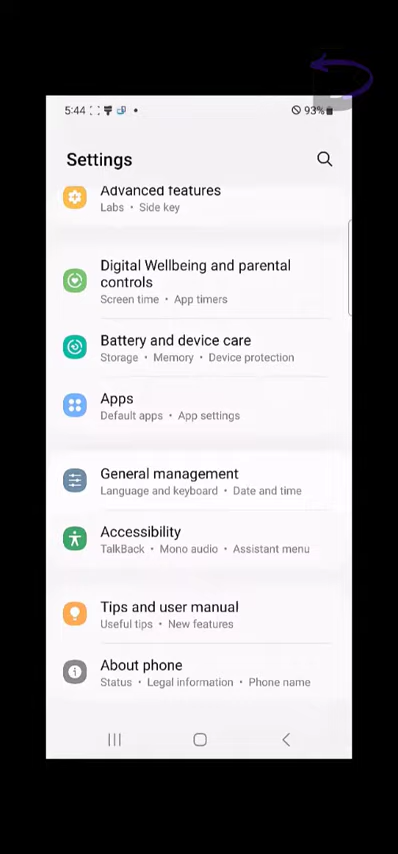 5:44
93%
Settings
Advanced features
Labs • Side key
Digital Wellbeing and parental
controls
Screen time • App timers
Battery and device care
Storage • Memory • Device protection
Apps
Default apps • App settings
General management
Language and keyboard • Date and time
Accessibility
TalkBack • Mono audio • Assistant menu
Tips and user manual
Useful tips • New features
About phone
Status • Legal information • Phone name